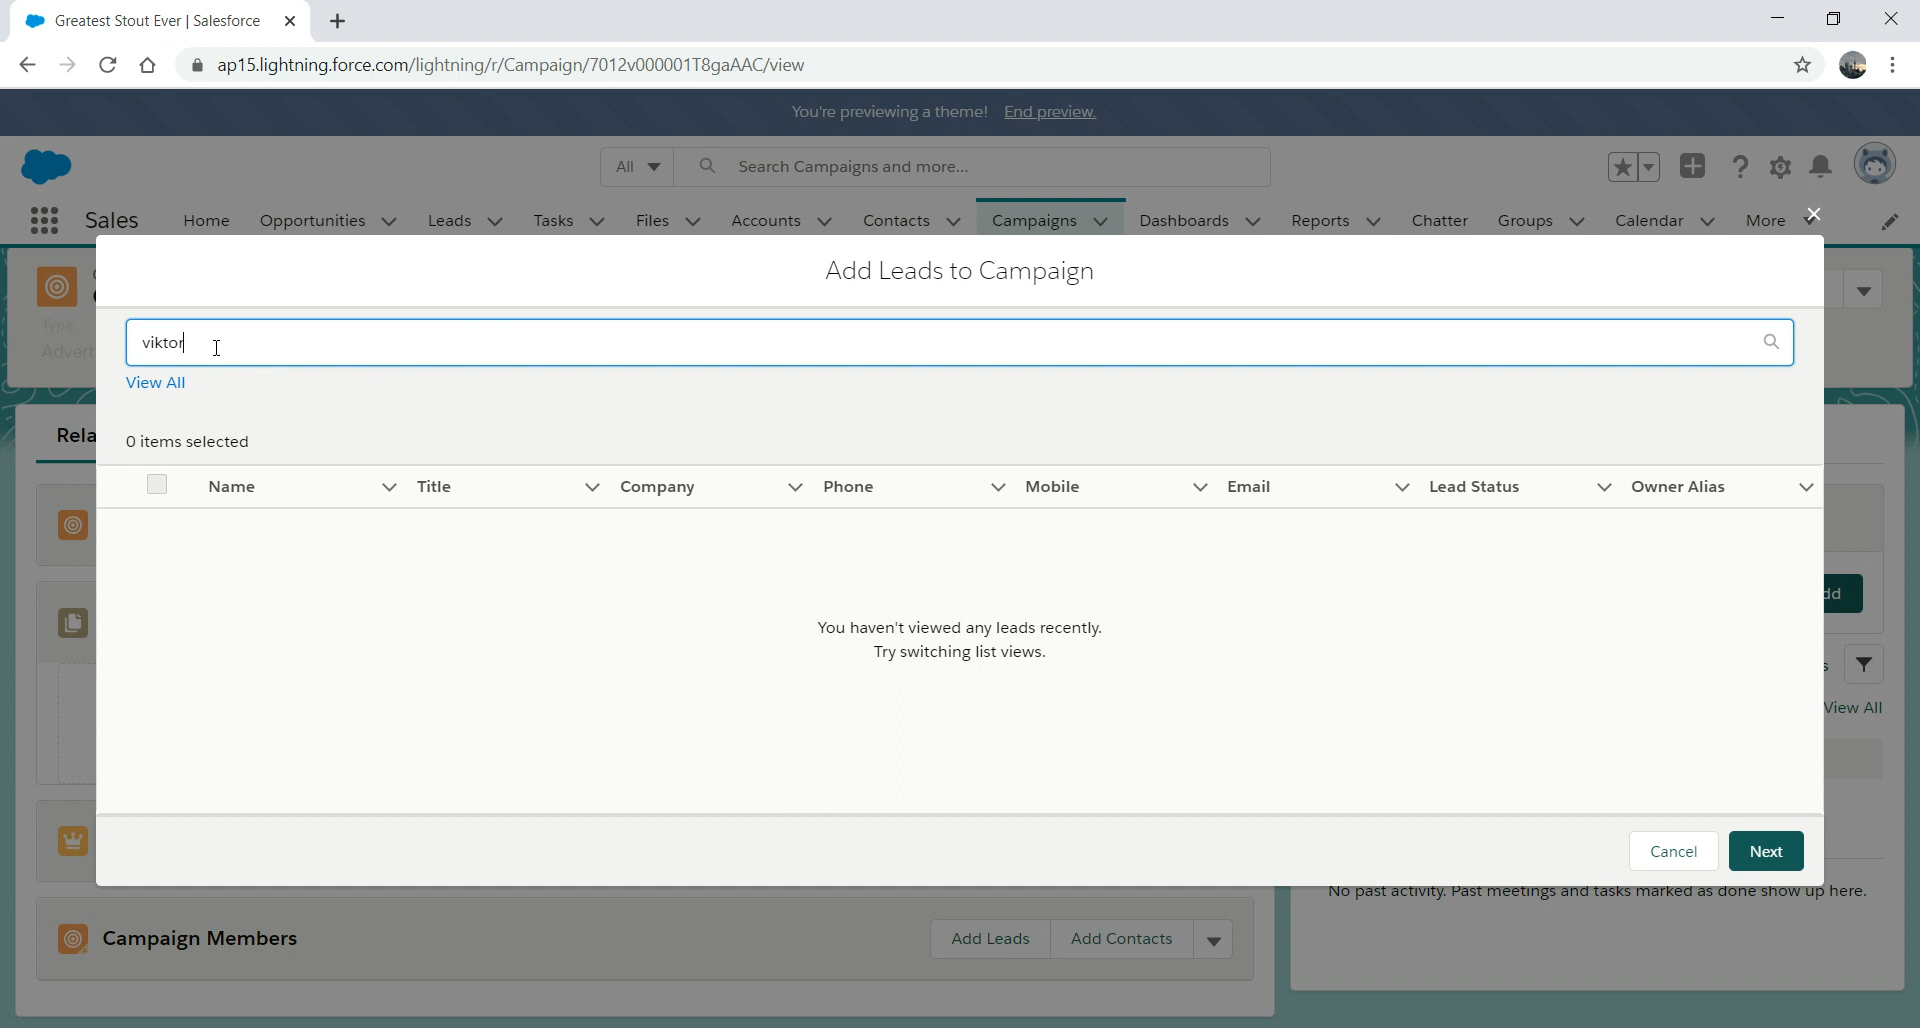 Greatest Stout Ever | Salesforce
ap15.lightning.force.com/lightning/r/Campaign/7012v000001T8gaAAC/view
You're previewing a theme! End preview.
All Search Campaigns and more...
Sales Home Opportunities Leads Tasks Files Accounts Contacts Campaigns Dashboards Reports Chatter Groups Calendar More
Add Leads to Campaign
Type
Advert
viktor
View All
Rela
0 items selected
Name Title Company Phone Mobile Email Lead Status Owner Alias
dd
You haven't viewed any leads recently.
Try switching list views.
s
View All
Cancel Next
No past activity. Past meetings and tasks marked as done show up here.
Campaign Members Add Leads Add Contacts